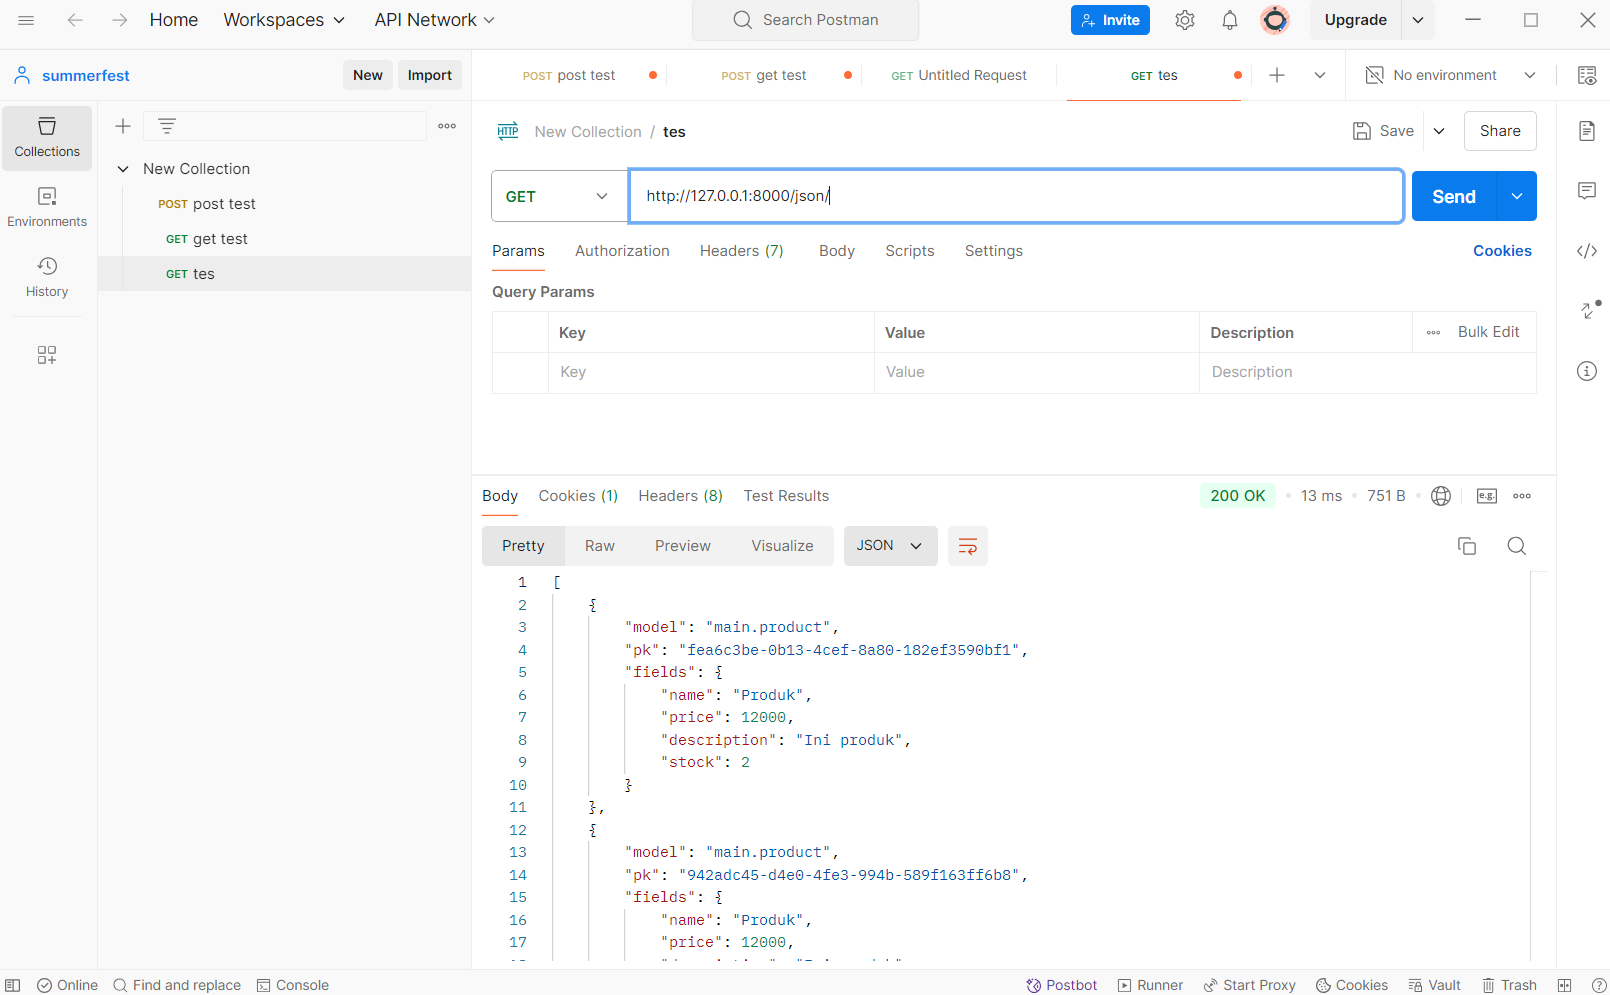 Home Workspaces API Network Search Postman Invite Upgrade
summerfest New Import POST post test POST get test GET Untitled Request GET tes No environment
Collections
Environments
History
New Collection
POST post test
GET get test
GET tes
HTTP New Collection / tes Save Share
GET http://127.0.0.1:8000/json/ Send
Params Authorization Headers (7) Body Scripts Settings Cookies
Query Params
Key Value Description Bulk Edit
Key Value Description
Body Cookies (1) Headers (8) Test Results 200 OK 13 ms 751 B e.g.
Pretty Raw Preview Visualize JSON
1 [
2 {
3 "model": "main.product",
4 "pk": "fea6c3be-0b13-4cef-8a80-182ef3590bf1",
5 "fields": {
6 "name": "Produk",
7 "price": 12000,
8 "description": "Ini produk",
9 "stock": 2
10 }
11 },
12 {
13 "model": "main.product",
14 "pk": "942adc45-d4e0-4fe3-994b-589f163ff6b8",
15 "fields": {
16 "name": "Produk",
17 "price": 12000,
Online Find and replace Console Postbot Runner Start Proxy Cookies Vault Trash